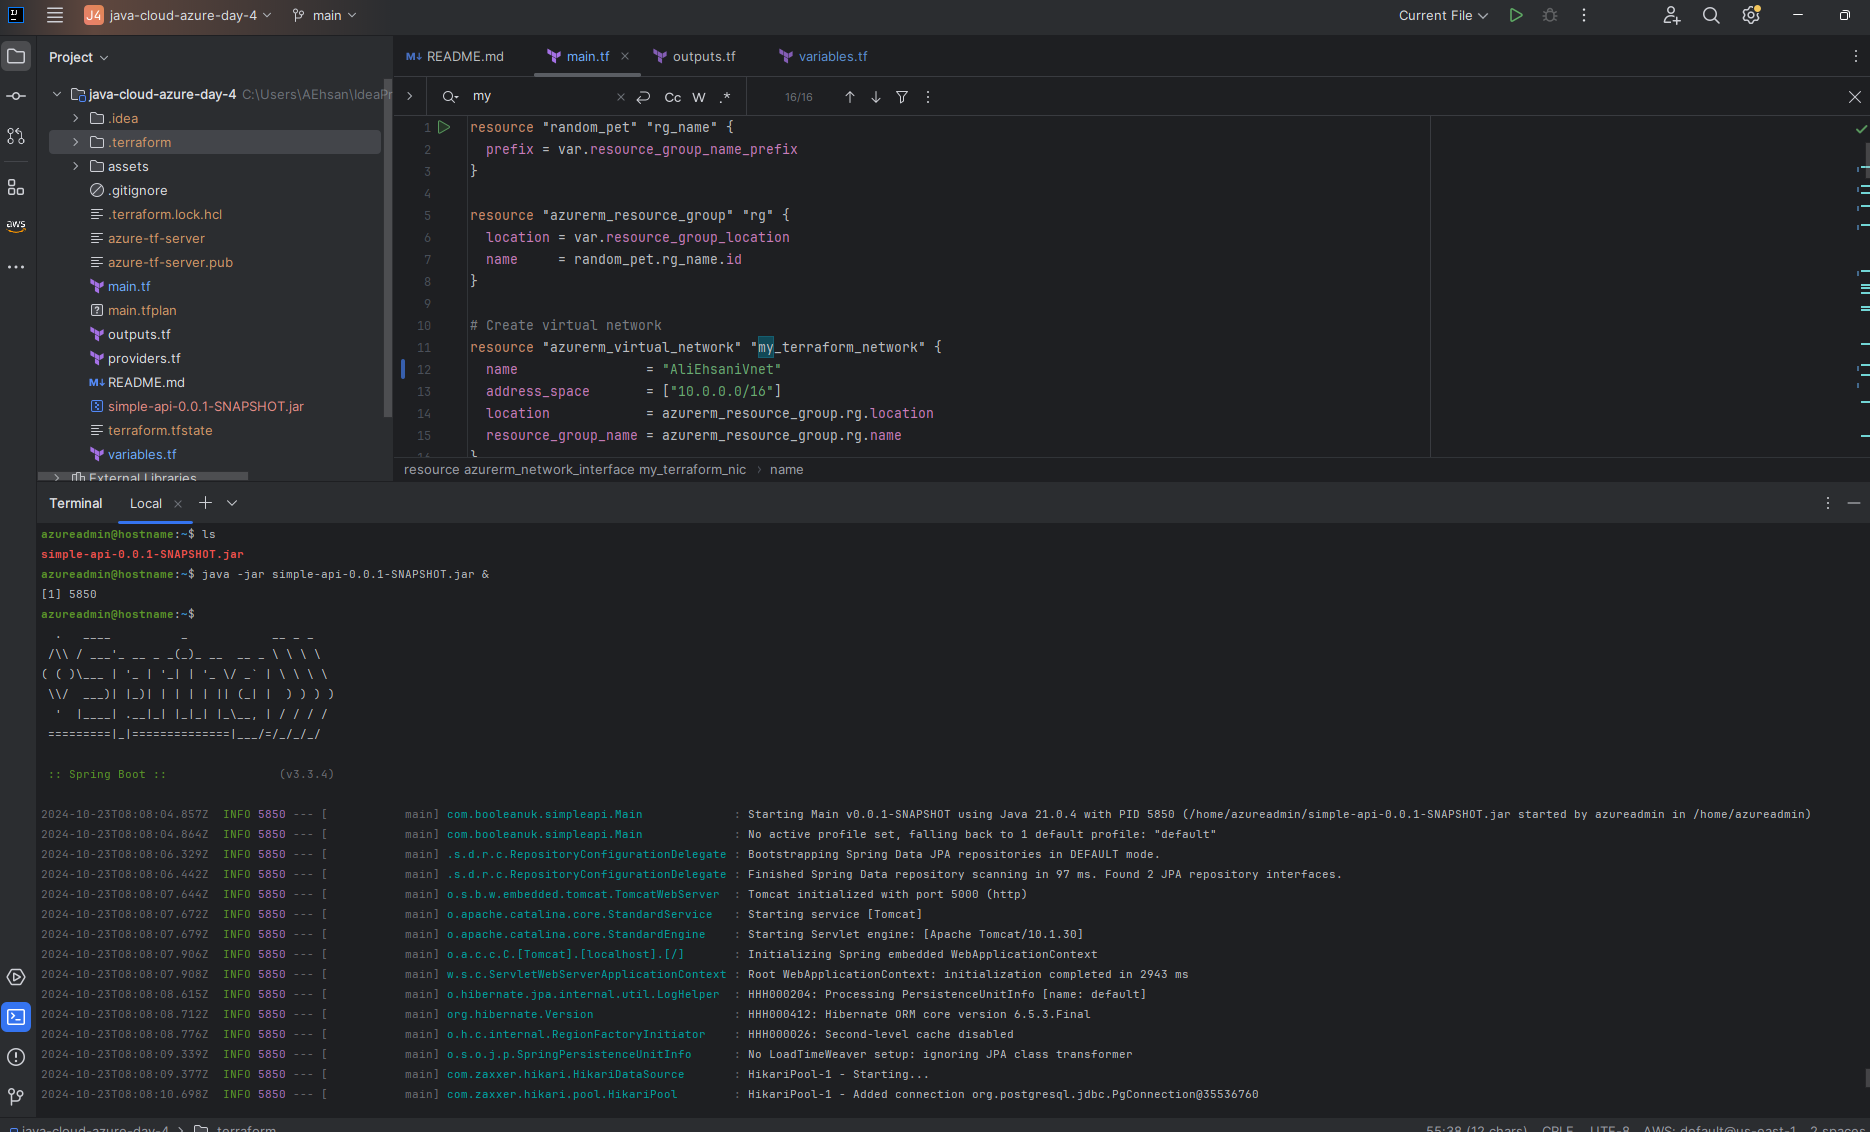 J4 java-cloud-azure-day-4 main Current File
Project
README.md main.tf outputs.tf variables.tf
java-cloud-azure-day-4 C:\Users\AEhsan\IdeaPr
.idea
.terraform
assets
.gitignore
.terraform.lock.hcl
azure-tf-server
azure-tf-server.pub
main.tf
main.tfplan
outputs.tf
providers.tf
README.md
simple-api-0.0.1-SNAPSHOT.jar
terraform.tfstate
variables.tf
External Libraries
aws
my Cc W .* 16/16
1 resource "random_pet" "rg_name" {
2 prefix = var.resource_group_name_prefix
3 }
4
5 resource "azurerm_resource_group" "rg" {
6 location = var.resource_group_location
7 name     = random_pet.rg_name.id
8 }
9
10 # Create virtual network
11 resource "azurerm_virtual_network" "my_terraform_network" {
12 name                = "AliEhsaniVnet"
13 address_space       = ["10.0.0.0/16"]
14 location            = azurerm_resource_group.rg.location
15 resource_group_name = azurerm_resource_group.rg.name
16 }
resource azurerm_network_interface my_terraform_nic › name
Terminal Local
azureadmin@hostname:~$ ls
simple-api-0.0.1-SNAPSHOT.jar
azureadmin@hostname:~$ java -jar simple-api-0.0.1-SNAPSHOT.jar &
[1] 5850
azureadmin@hostname:~$
  .   ____          _            __ _ _
 /\\ / ___'_ __ _ _(_)_ __  __ _ \ \ \ \
( ( )\___ | '_ | '_| | '_ \/ _` | \ \ \ \
 \\/  ___)| |_)| | | | | || (_| |  ) ) ) )
  '  |____| .__|_| |_|_| |_\__, | / / / /
 =========|_|==============|___/=/_/_/_/
 :: Spring Boot ::                (v3.3.4)
2024-10-23T08:08:04.857Z  INFO 5850 --- [           main] com.booleanuk.simpleapi.Main             : Starting Main v0.0.1-SNAPSHOT using Java 21.0.4 with PID 5850 (/home/azureadmin/simple-api-0.0.1-SNAPSHOT.jar started by azureadmin in /home/azureadmin)
2024-10-23T08:08:04.864Z  INFO 5850 --- [           main] com.booleanuk.simpleapi.Main             : No active profile set, falling back to 1 default profile: "default"
2024-10-23T08:08:06.329Z  INFO 5850 --- [           main] .s.d.r.c.RepositoryConfigurationDelegate : Bootstrapping Spring Data JPA repositories in DEFAULT mode.
2024-10-23T08:08:06.442Z  INFO 5850 --- [           main] .s.d.r.c.RepositoryConfigurationDelegate : Finished Spring Data repository scanning in 97 ms. Found 2 JPA repository interfaces.
2024-10-23T08:08:07.644Z  INFO 5850 --- [           main] o.s.b.w.embedded.tomcat.TomcatWebServer  : Tomcat initialized with port 5000 (http)
2024-10-23T08:08:07.672Z  INFO 5850 --- [           main] o.apache.catalina.core.StandardService   : Starting service [Tomcat]
2024-10-23T08:08:07.679Z  INFO 5850 --- [           main] o.apache.catalina.core.StandardEngine    : Starting Servlet engine: [Apache Tomcat/10.1.30]
2024-10-23T08:08:07.906Z  INFO 5850 --- [           main] o.a.c.c.C.[Tomcat].[localhost].[/]       : Initializing Spring embedded WebApplicationContext
2024-10-23T08:08:07.908Z  INFO 5850 --- [           main] w.s.c.ServletWebServerApplicationContext : Root WebApplicationContext: initialization completed in 2943 ms
2024-10-23T08:08:08.615Z  INFO 5850 --- [           main] o.hibernate.jpa.internal.util.LogHelper  : HHH000204: Processing PersistenceUnitInfo [name: default]
2024-10-23T08:08:08.712Z  INFO 5850 --- [           main] org.hibernate.Version                    : HHH000412: Hibernate ORM core version 6.5.3.Final
2024-10-23T08:08:08.776Z  INFO 5850 --- [           main] o.h.c.internal.RegionFactoryInitiator    : HHH000026: Second-level cache disabled
2024-10-23T08:08:09.339Z  INFO 5850 --- [           main] o.s.o.j.p.SpringPersistenceUnitInfo      : No LoadTimeWeaver setup: ignoring JPA class transformer
2024-10-23T08:08:09.377Z  INFO 5850 --- [           main] com.zaxxer.hikari.HikariDataSource       : HikariPool-1 - Starting...
2024-10-23T08:08:10.698Z  INFO 5850 --- [           main] com.zaxxer.hikari.pool.HikariPool        : HikariPool-1 - Added connection org.postgresql.jdbc.PgConnection@35536760
java-cloud-azure-day-4 › .terraform 55:38 (12 chars) CRLF UTF-8 AWS: default@us-east-1 2 spaces